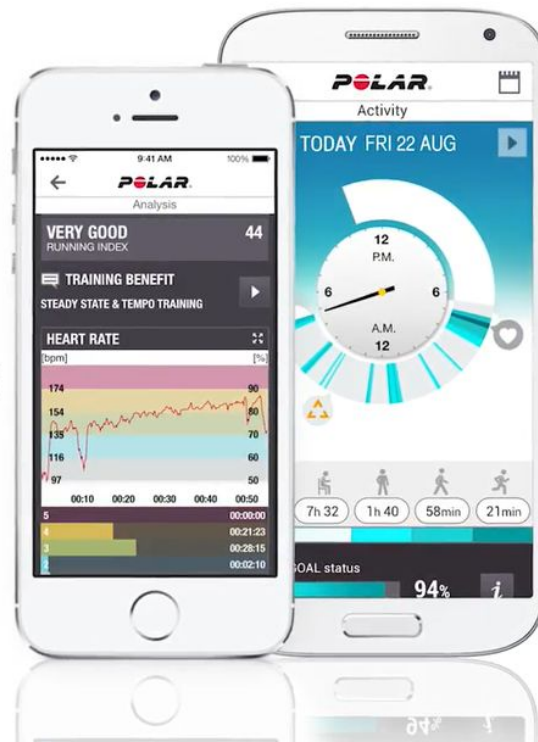 9:41 AM
100%
POLAR.
Analysis
VERY GOOD
44
RUNNING INDEX
TRAINING BENEFIT
STEADY STATE & TEMPO TRAINING
HEART RATE
[bpm]
[%]
174
90
154
80
135
70
116
60
97
50
00:10
00:20
00:30
00:40
00:50
5
00:00:00
4
00:21:23
3
00:28:15
2
00:02:10
POLAR.
Activity
TODAY FRI 22 AUG
12
P.M.
6
6
A.M.
12
7h 32
1h 40
58min
21min
GOAL status
94%
i